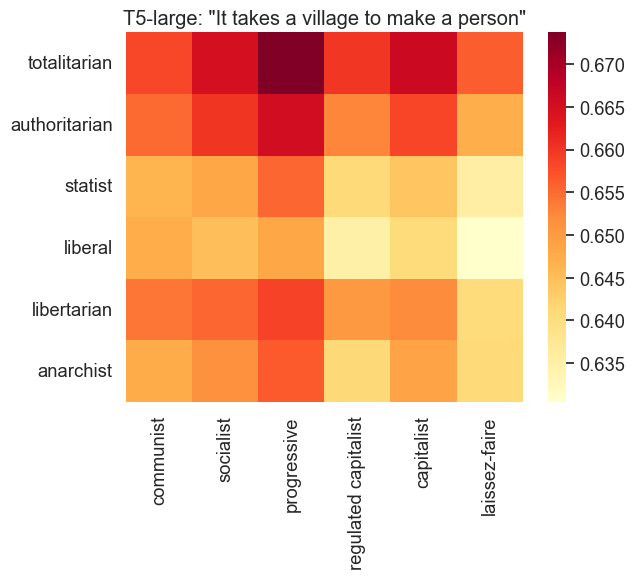 T5-large: "It takes a village to make a person"
totalitarian
authoritarian
statist
liberal
libertarian
anarchist
communist
socialist
progressive
regulated capitalist
capitalist
laissez-faire
0.670
0.665
0.660
0.655
0.650
0.645
0.640
0.635